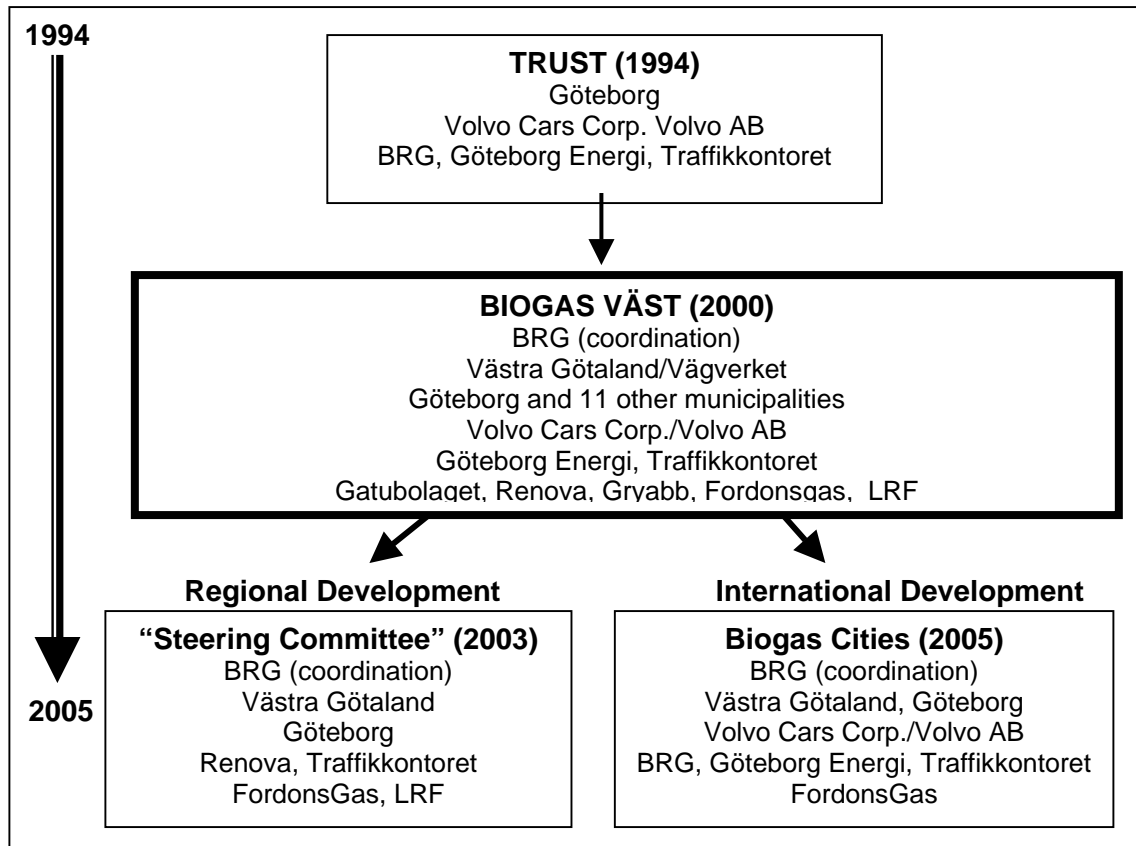 1994
TRUST (1994)
Göteborg
Volvo Cars Corp. Volvo AB
BRG, Göteborg Energi, Traffikkontoret
BIOGAS VÄST (2000)
BRG (coordination)
Västra Götaland/Vägverket
Göteborg and 11 other municipalities
Volvo Cars Corp./Volvo AB
Göteborg Energi, Traffikkontoret
Gatubolaget, Renova, Gryabb, Fordonsgas, LRF
Regional Development
“Steering Committee” (2003)
BRG (coordination)
Västra Götaland
Göteborg
Renova, Traffikkontoret
FordonsGas, LRF
International Development
Biogas Cities (2005)
BRG (coordination)
Västra Götaland, Göteborg
Volvo Cars Corp./Volvo AB
BRG, Göteborg Energi, Traffikkontoret
FordonsGas
2005